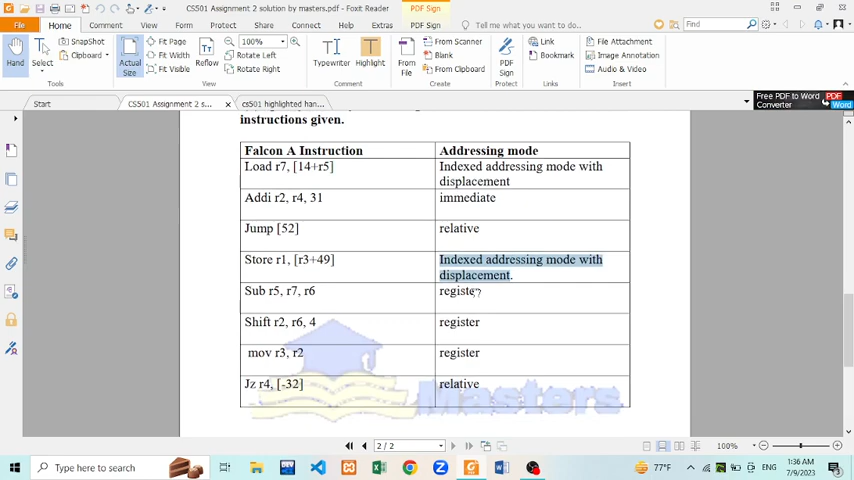 CS501 Assignment 2 solution by masters.pdf - Foxit Reader
PDF Sign
File
Home
Comment
View
Form
Protect
Share
Connect
Help
Extras
PDF Sign
Tell me what you want to do...
Find
Hand
Select
SnapShot
Clipboard
Actual Size
Fit Page
Fit Width
Fit Visible
Reflow
100%
Rotate Left
Rotate Right
View
Typewriter
Highlight
Comment
From File
From Scanner
Blank
From Clipboard
Create
PDF Sign
Protect
Link
Bookmark
Links
File Attachment
Image Annotation
Audio & Video
Insert
Start
CS501 Assignment 2 s...
cs501 highlighted han...
Free PDF to Word Converter
PDF
Word
instructions given.
Falcon A Instruction Addressing mode
Load r7, [14+r5] Indexed addressing mode with
displacement
Addi r2, r4, 31 immediate
Jump [52] relative
Store r1, [r3+49] Indexed addressing mode with
displacement.
Sub r5, r7, r6 register
Shift r2, r6, 4 register
mov r3, r2 register
Jz r4, [-32] relative
Masters
2 / 2
100%
Type here to search
77°F
ENG
1:36 AM
7/9/2023